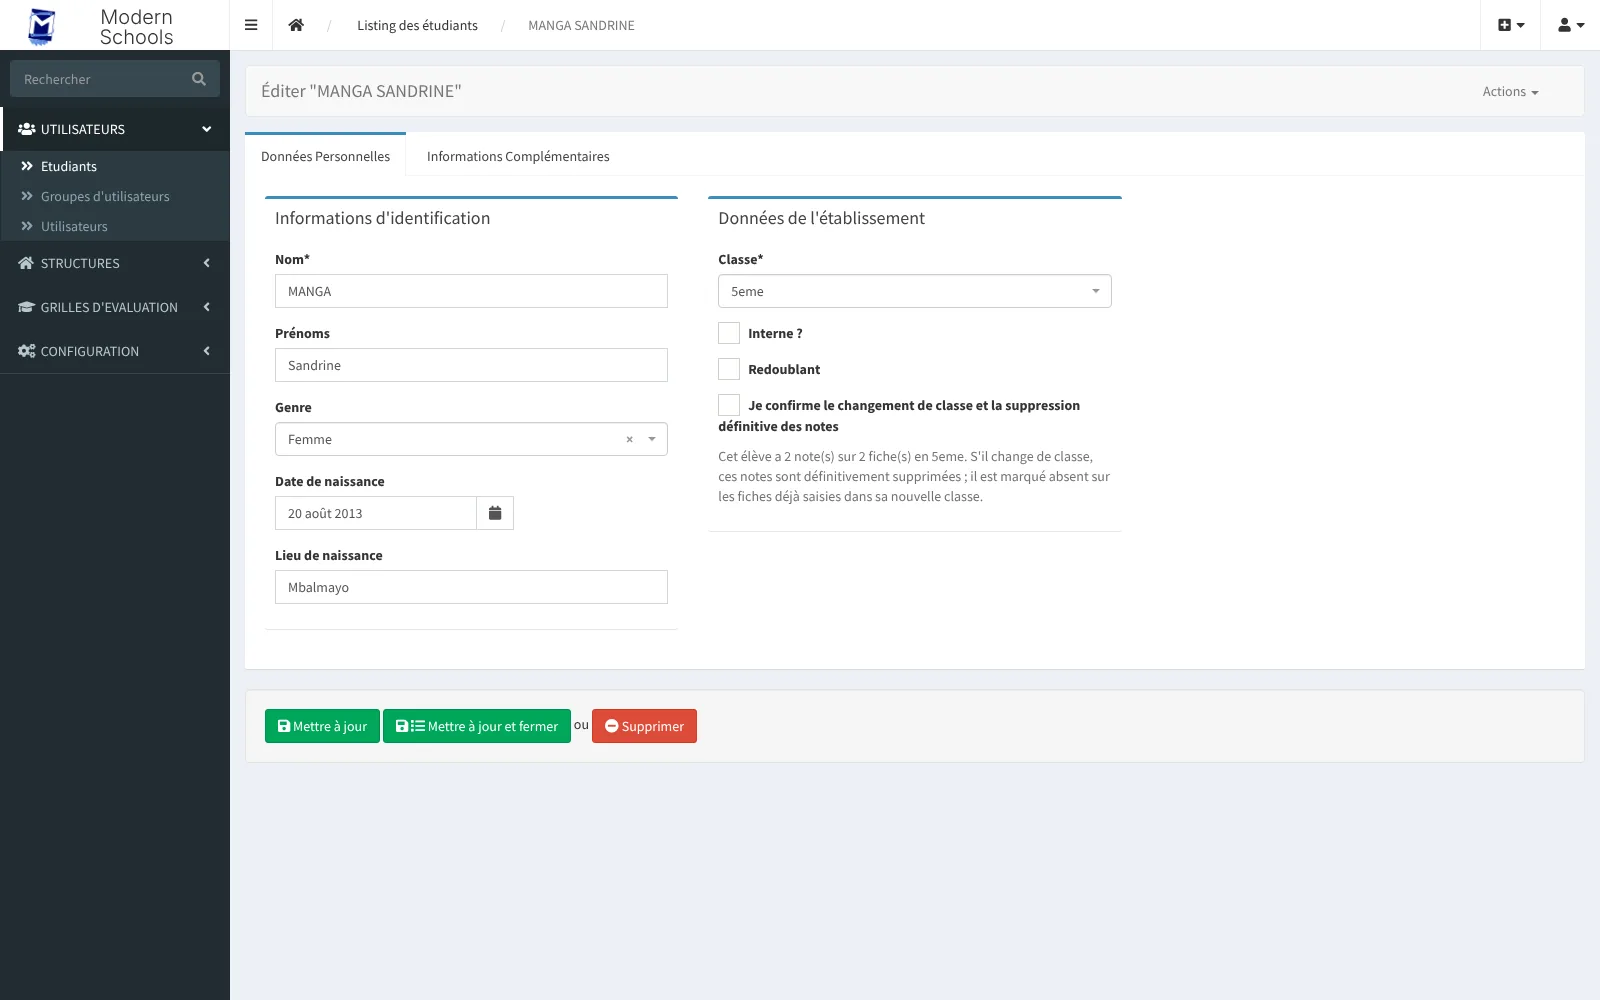 Modern
Schools
Listing des étudiants
/
MANGA SANDRINE
Rechercher
UTILISATEURS
Etudiants
Groupes d'utilisateurs
Utilisateurs
STRUCTURES
GRILLES D'EVALUATION
CONFIGURATION
Éditer "MANGA SANDRINE"
Actions
Données Personnelles
Informations Complémentaires
Informations d'identification
Nom*
MANGA
Prénoms
Sandrine
Genre
Femme
×
Date de naissance
20 août 2013
Lieu de naissance
Mbalmayo
Données de l'établissement
Classe*
5eme
Interne ?
Redoublant
Je confirme le changement de classe et la suppression
définitive des notes
Cet élève a 2 note(s) sur 2 fiche(s) en 5eme. S'il change de classe,
ces notes sont définitivement supprimées ; il est marqué absent sur
les fiches déjà saisies dans sa nouvelle classe.
Mettre à jour
Mettre à jour et fermer
ou
Supprimer